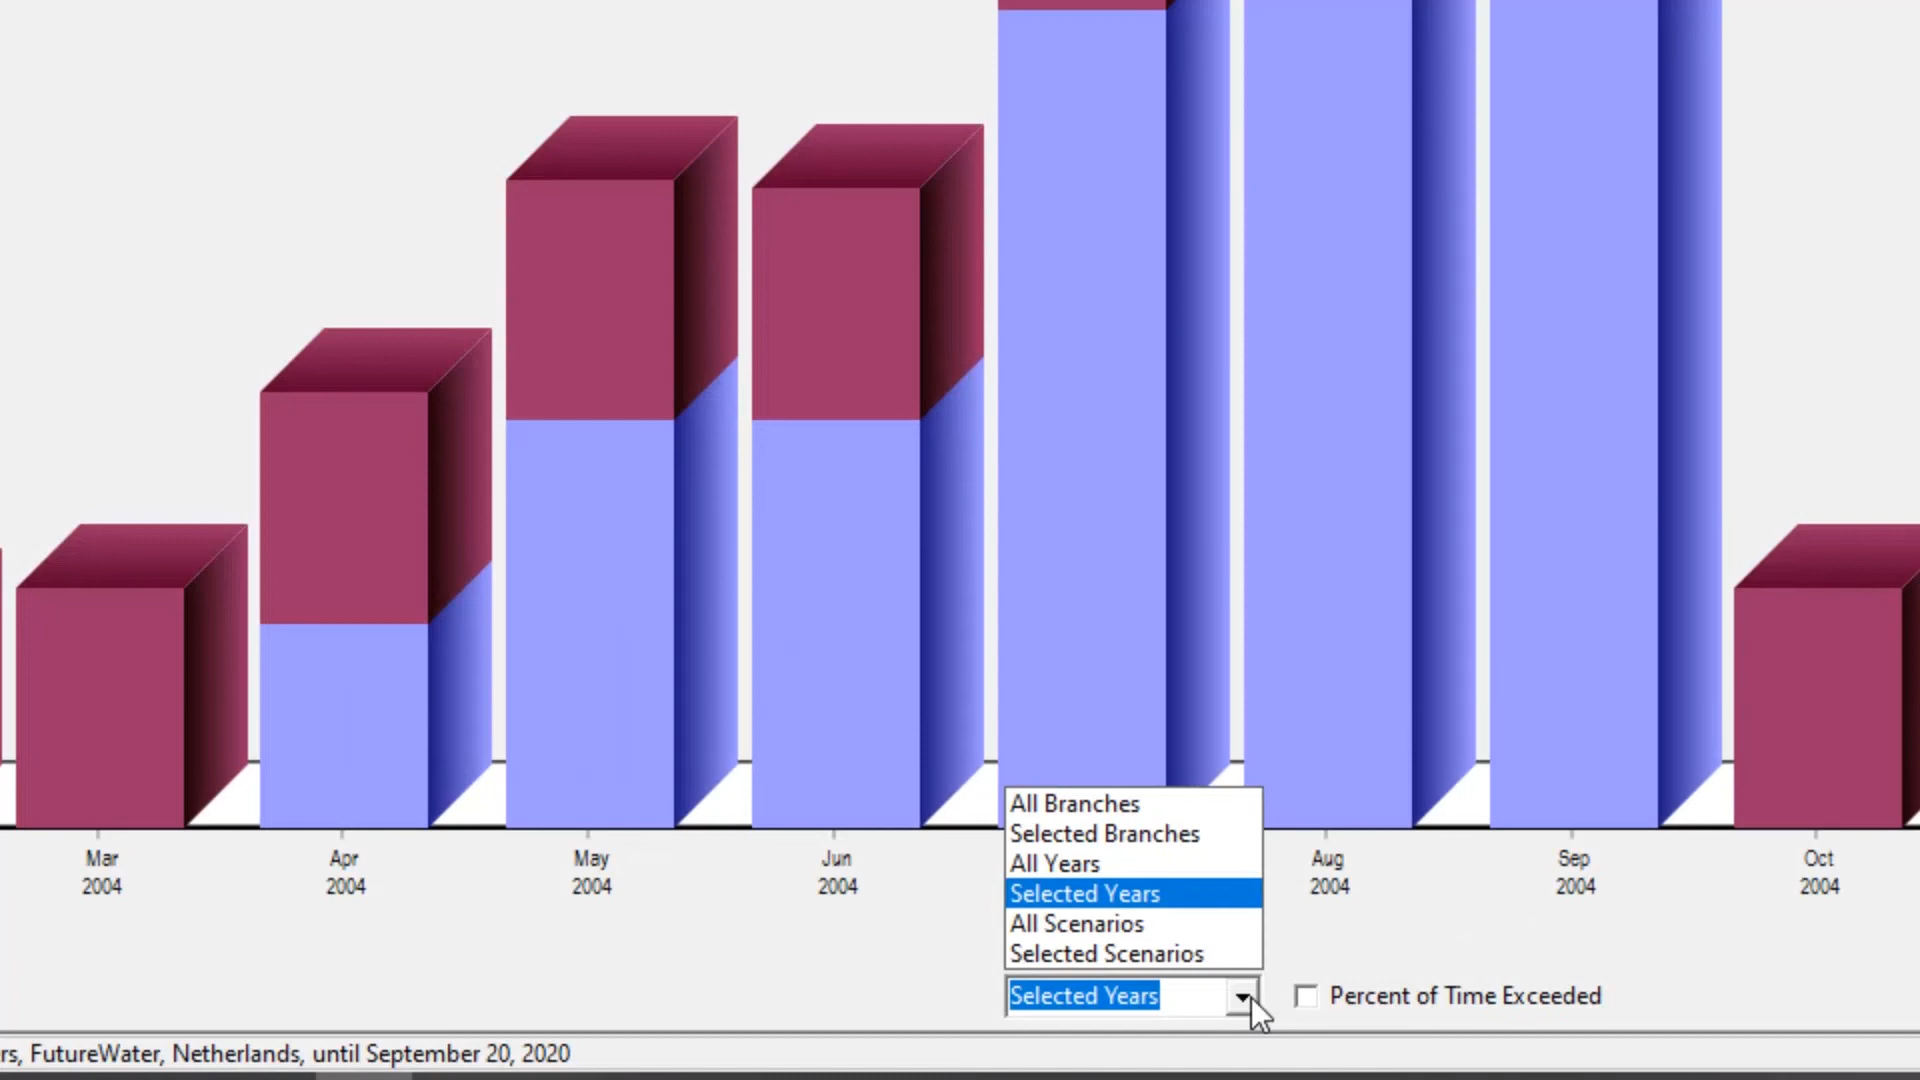 All Branches
Selected Branches
All Years
Selected Years
All Scenarios
Selected Scenarios
Mar
2004
Apr
2004
May
2004
Jun
2004
Aug
2004
Sep
2004
Oct
2004
Selected Years
Percent of Time Exceeded
rs, FutureWater, Netherlands, until September 20, 2020